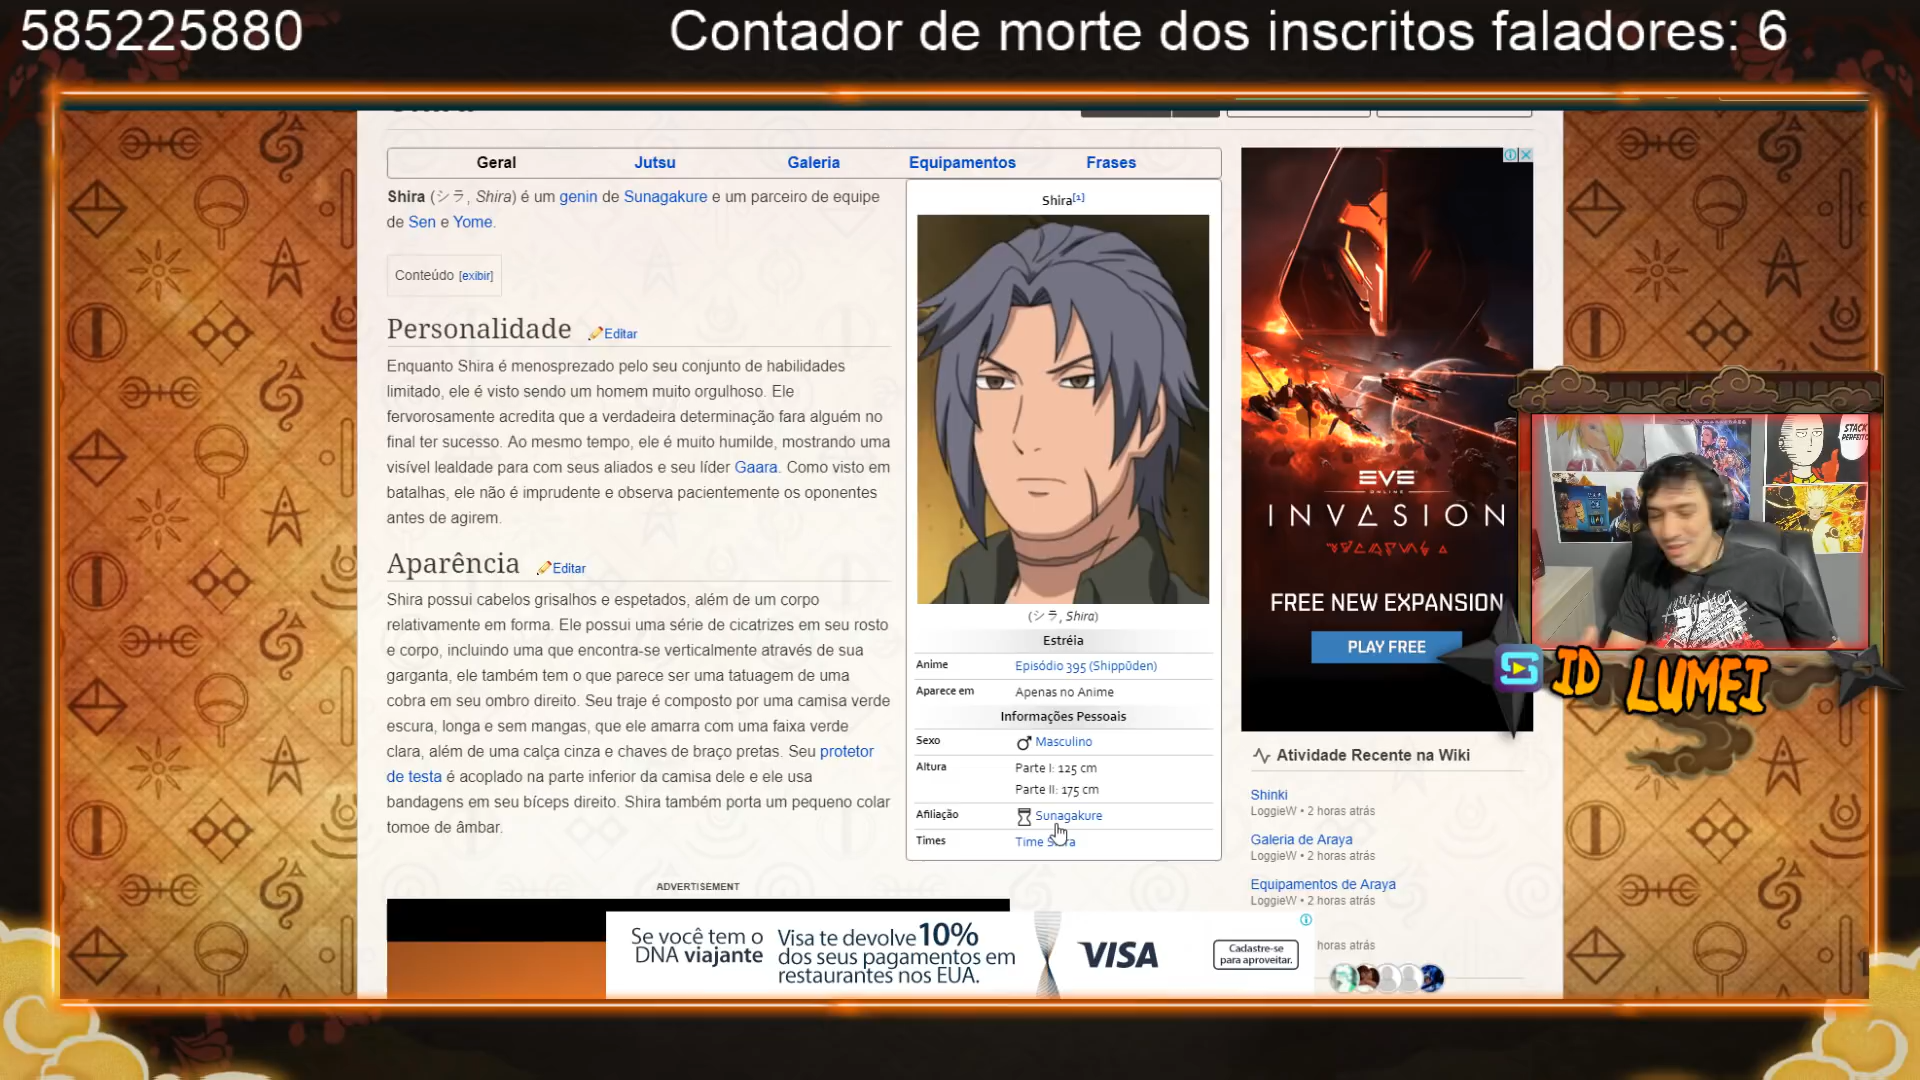 585225880
Contador de morte dos inscritos faladores: 6
Geral Jutsu Galeria Equipamentos Frases
Shira (シラ, Shira) é um genin de Sunagakure e um parceiro de equipe
de Sen e Yome.
Conteúdo [exibir]
Personalidade Editar
Enquanto Shira é menosprezado pelo seu conjunto de habilidades
limitado, ele é visto sendo um homem muito orgulhoso. Ele
fervorosamente acredita que a verdadeira determinação fara alguém no
final ter sucesso. Ao mesmo tempo, ele é muito humilde, mostrando uma
visível lealdade para com seus aliados e seu líder Gaara. Como visto em
batalhas, ele não é imprudente e observa pacientemente os oponentes
antes de agirem.
Aparência Editar
Shira possui cabelos grisalhos e espetados, além de um corpo
relativamente em forma. Ele possui uma série de cicatrizes em seu rosto
e corpo, incluindo uma que encontra-se verticalmente através de sua
garganta, ele também tem o que parece ser uma tatuagem de uma
cobra em seu ombro direito. Seu traje é composto por uma camisa verde
escura, longa e sem mangas, que ele amarra com uma faixa verde
clara, além de uma calça cinza e chaves de braço pretas. Seu protetor
de testa é acoplado na parte inferior da camisa dele e ele usa
bandagens em seu bíceps direito. Shira também porta um pequeno colar
tomoe de âmbar.
Shira[1]
(シラ, Shira)
Estréia
Anime Episódio 395 (Shippūden)
Aparece em Apenas no Anime
Informações Pessoais
Sexo Masculino
Altura Parte I: 125 cm
Parte II: 175 cm
Afiliação Sunagakure
Times Time
EVE
ONLINE
INVASION
FREE NEW EXPANSION
PLAY FREE
STACK
PERFEITO
ID LUMEI
Atividade Recente na Wiki
Shinki
LoggieW • 2 horas atrás
Galeria de Araya
LoggieW • 2 horas atrás
Equipamentos de Araya
LoggieW • 2 horas atrás
horas atrás
ADVERTISEMENT
Se você tem o
DNA viajante
Visa te devolve 10%
dos seus pagamentos em
restaurantes nos EUA.
VISA
Cadastre-se
para aproveitar.